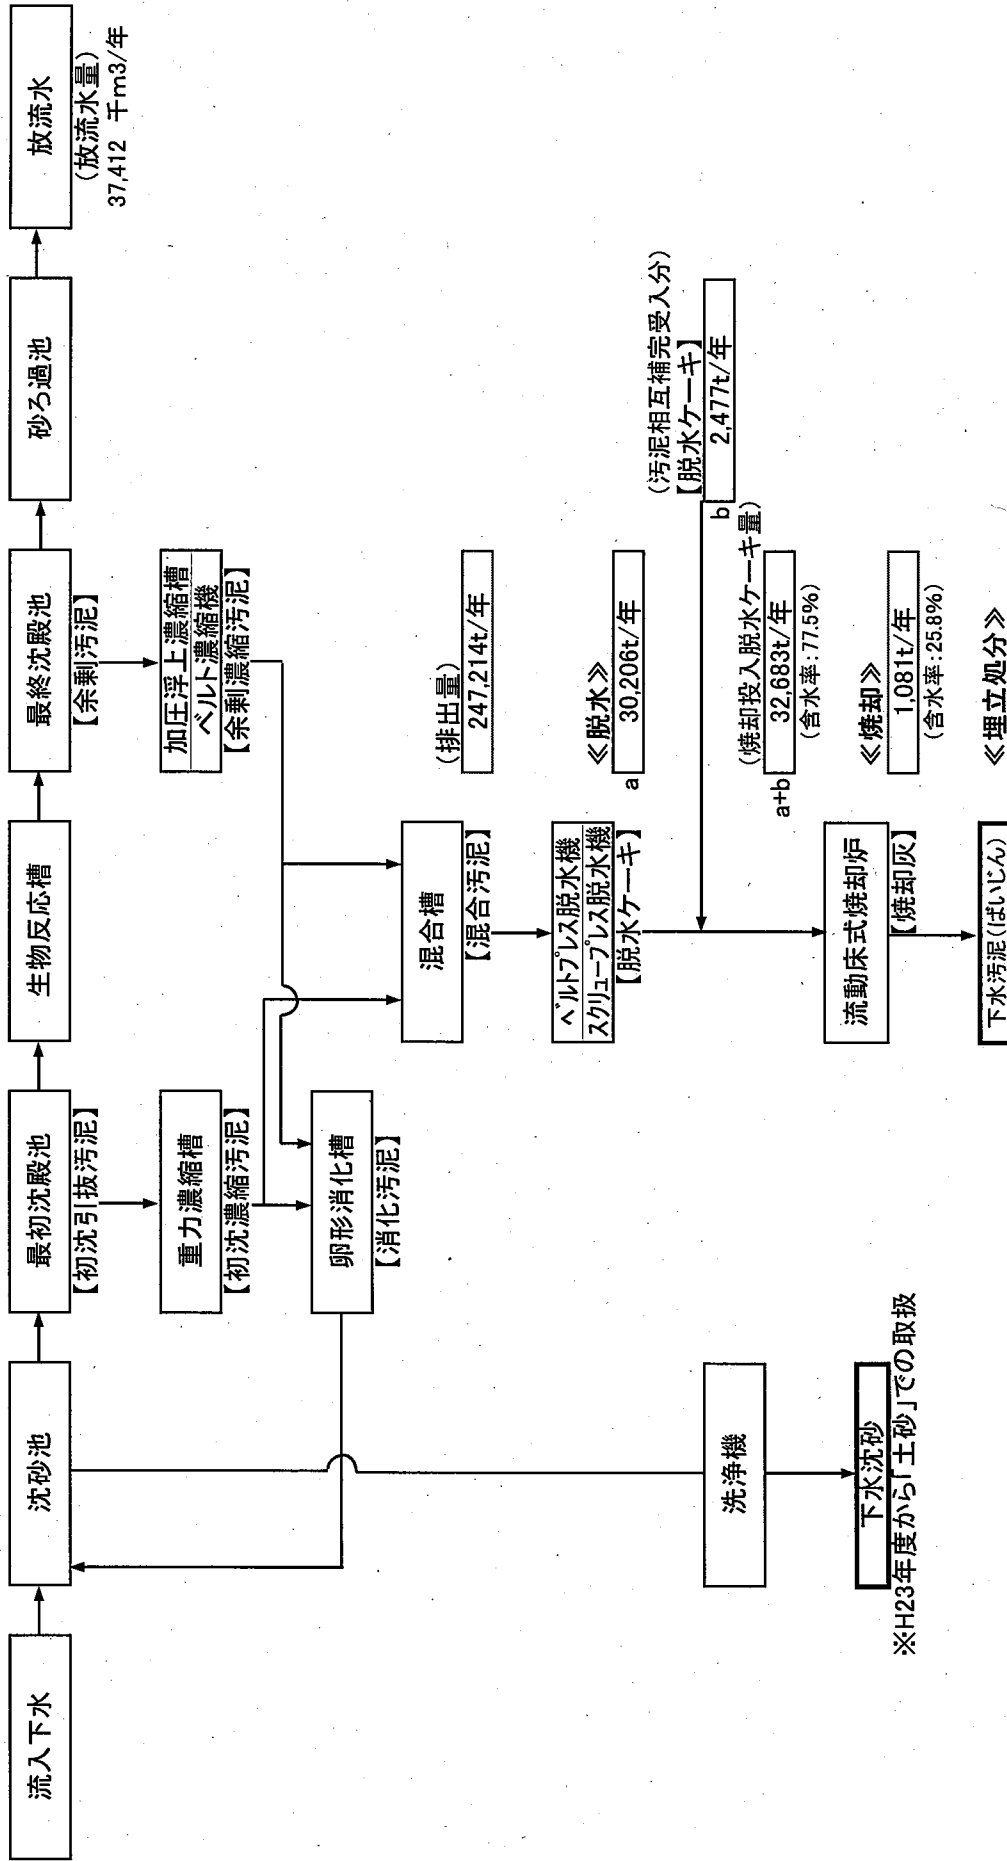 流入下水
沈砂池
最初沈殿池
【初沈引抜汚泥】
生物反応槽
最終沈殿池
【余剰汚泥】
砂ろ過池
放流水
(放流水量)
37,412 千m3/年
重力濃縮槽
【初沈濃縮汚泥】
加圧浮上濃縮槽
ベルト濃縮機
【余剰濃縮汚泥】
卵形消化槽
【消化汚泥】
混合槽
【混合汚泥】
(排出量)
247,214t/年
ベルトプレス脱水機
スクリュープレス脱水機
【脱水ケーキ】
≪脱水≫
a 30,206t/年
(汚泥相互補完受入分)
【脱水ケーキ】
b 2,477t/年
(焼却投入脱水ケーキ量)
a+b 32,683t/年
(含水率:77.5%)
洗浄機
下水沈砂
※H23年度から「土砂」での取扱
流動床式焼却炉
【焼却灰】
≪焼却≫
1,081t/年
(含水率:25.8%)
下水汚泥(ばいじん)
≪埋立処分≫